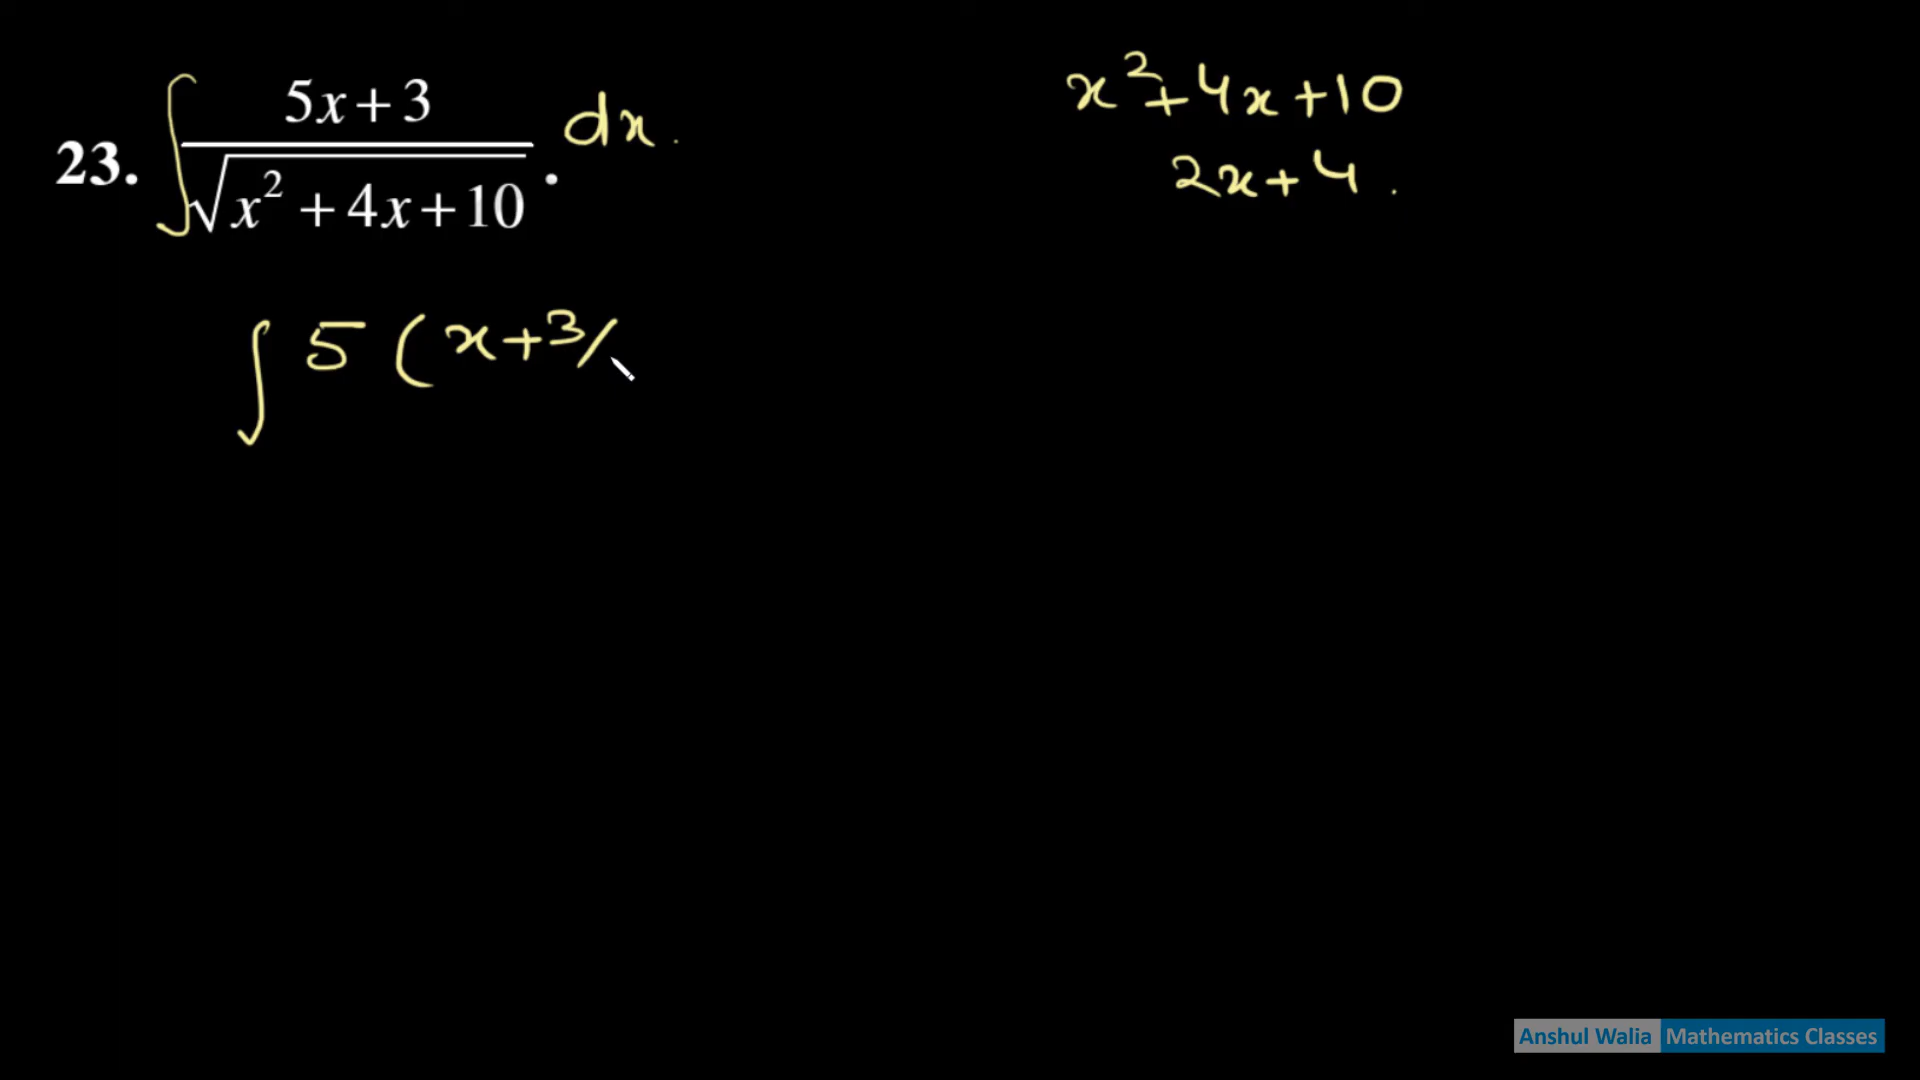 23. ∫ (5x+3)/√(x²+4x+10) . dx.
x²+4x+10
2x+4.
∫ 5 (x+3/
Anshul Walia Mathematics Classes